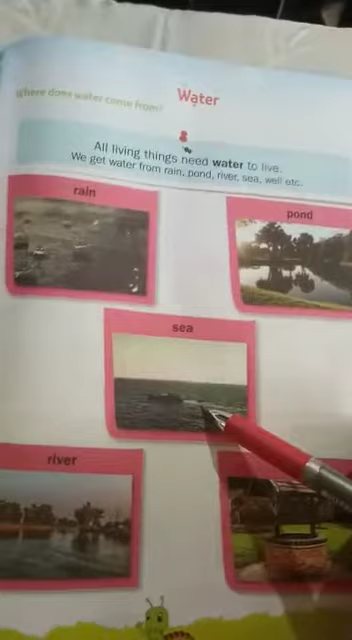 Water
Where does water come from?
All living things need water to live.
We get water from rain, pond, river, sea, well etc.
rain
pond
sea
river